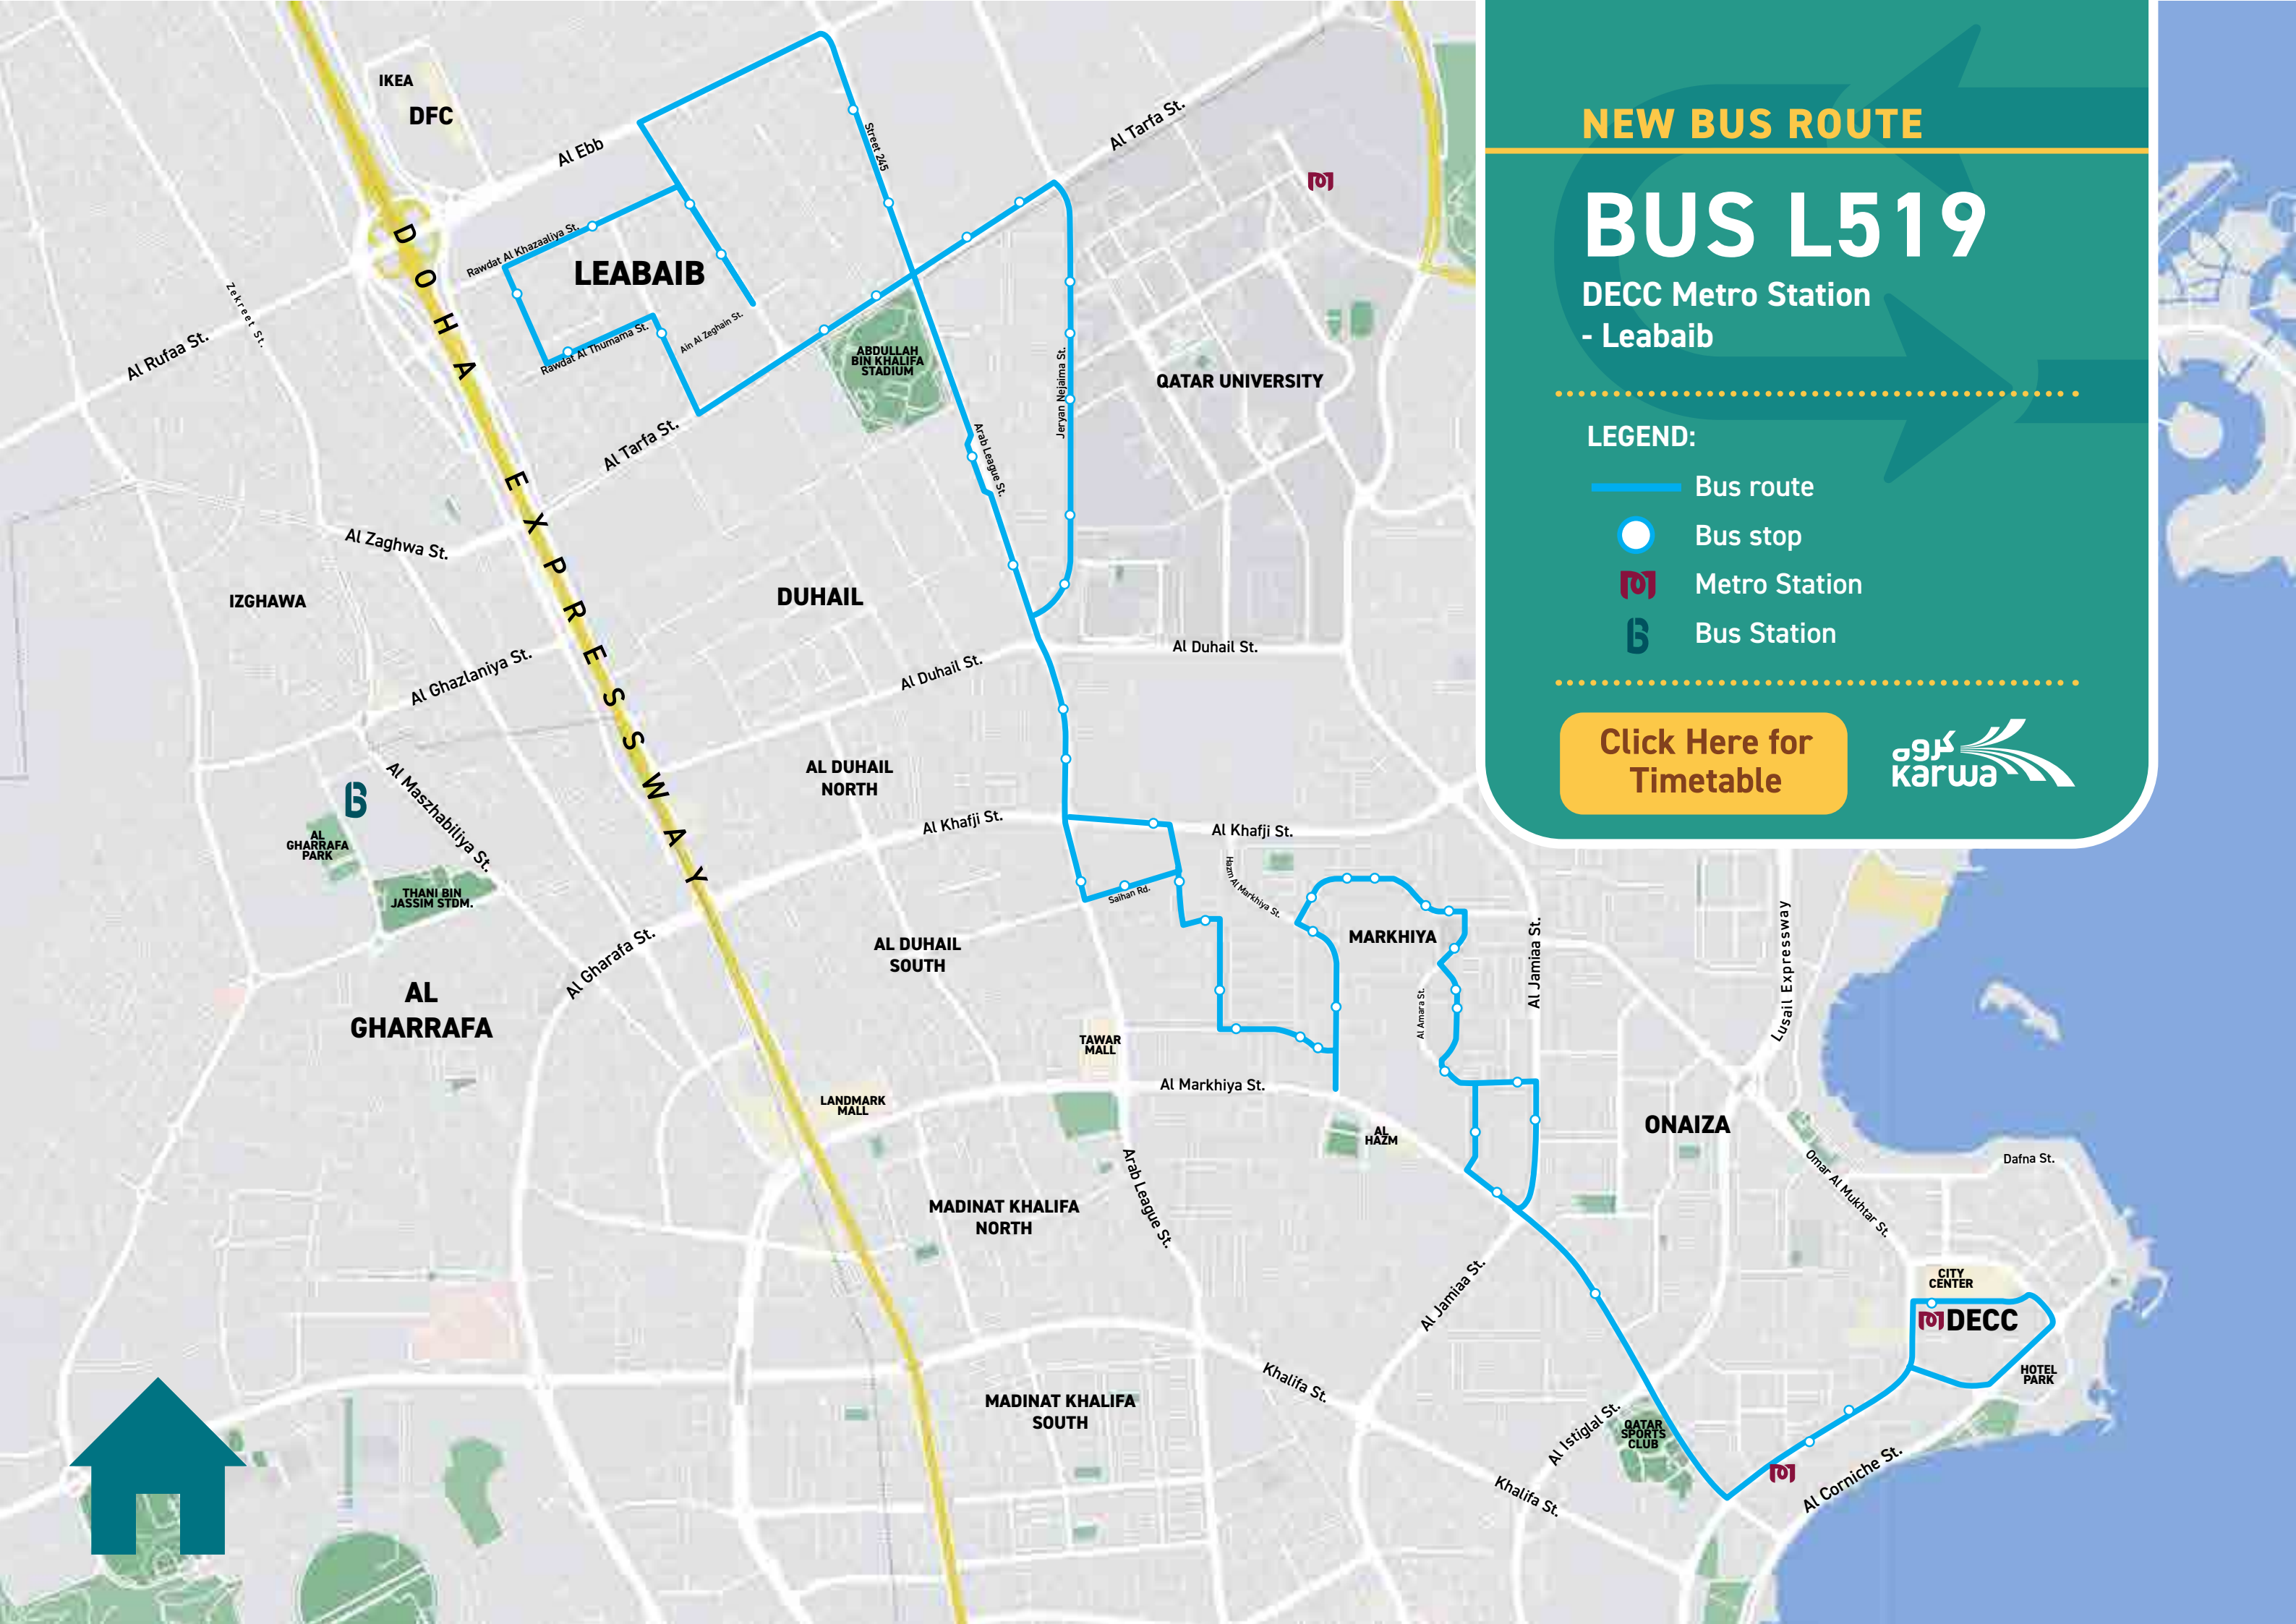 NEW BUS ROUTE
BUS L519
DECC Metro Station
- Leabaib
LEGEND:
Bus route
Bus stop
Metro Station
Bus Station
Click Here for
Timetable
كروه
Karwa
IKEA
DFC
Al Ebb
Street 245
Al Tarfa St.
Rawdat Al Khazaaliya St.
LEABAIB
Zekreet St.
Al Rufaa St.
Rawdat Al Thumama St.
Ain Al Zeghain St.
ABDULLAH
BIN KHALIFA
STADIUM
Jeryan Nejaima St.
QATAR UNIVERSITY
Al Tarfa St.
Arab League St.
DOHA EXPRESSWAY
Al Zaghwa St.
IZGHAWA
DUHAIL
Al Ghazlaniya St.
Al Duhail St.
Al Duhail St.
AL DUHAIL
NORTH
Al Maszhabiliya St.
AL
GHARRAFA
PARK
THANI BIN
JASSIM STDM.
Al Khafji St.
Al Khafji St.
Saihan Rd.
Hazm Al Markhiya St.
MARKHIYA
AL DUHAIL
SOUTH
Al Gharafa St.
AL
GHARRAFA
Al Jamiaa St.
Al Amara St.
Lusail Expressway
TAWAR
MALL
Al Markhiya St.
LANDMARK
MALL
AL
HAZM
ONAIZA
Omar Al Mukhtar St.
Dafna St.
Arab League St.
MADINAT KHALIFA
NORTH
Al Jamiaa St.
CITY
CENTER
DECC
HOTEL
PARK
Khalifa St.
MADINAT KHALIFA
SOUTH
Al Istiglal St.
QATAR
SPORTS
CLUB
Khalifa St.
Al Corniche St.